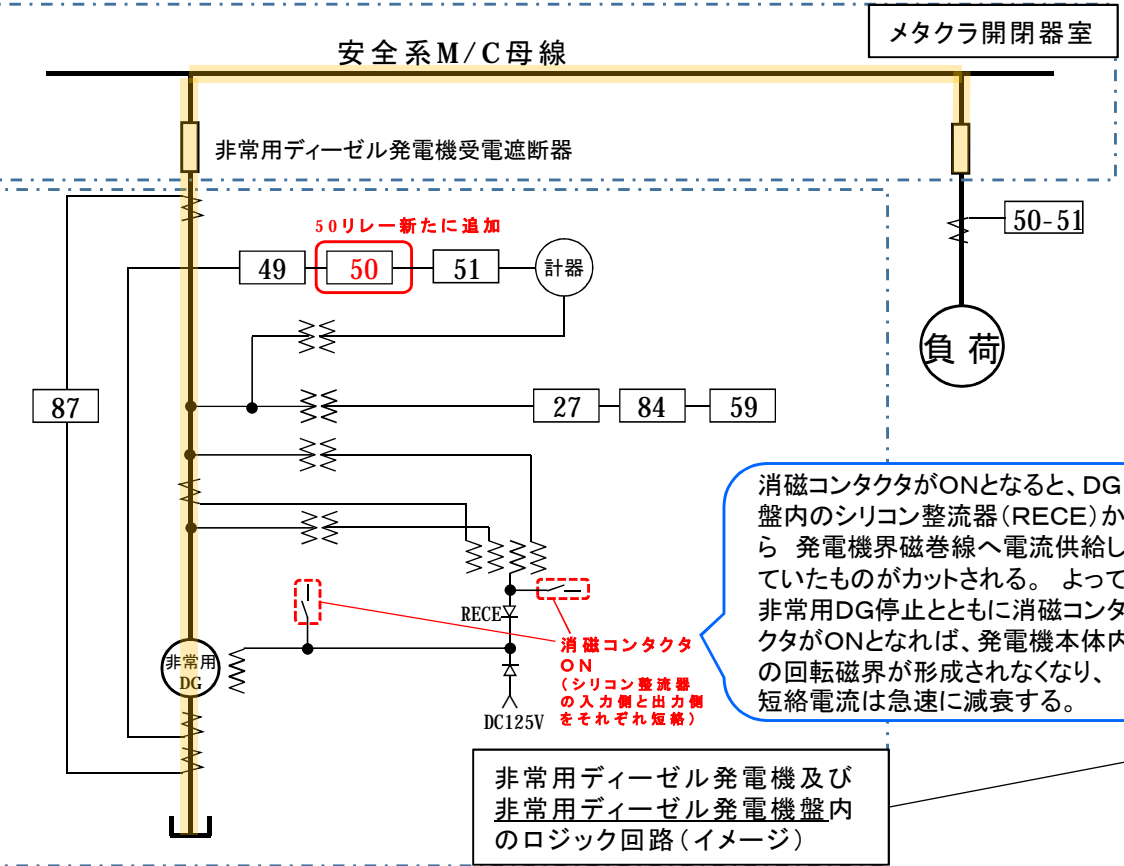 メタクラ開閉器室
安全系M/C母線
非常用ディーゼル発電機受電遮断器
50リレー新たに追加
49
50
51
計器
50-51
負荷
87
27
84
59
消磁コンタクタがONとなると、DG
盤内のシリコン整流器(RECE)か
ら 発電機界磁巻線へ電流供給し
ていたものがカットされる。 よって
非常用DG停止とともに消磁コンタ
クタがONとなれば、発電機本体内
の回転磁界が形成されなくなり、
短絡電流は急速に減衰する。
RECE
消磁コンタクタ
ON
(シリコン整流器
の入力側と出力側
をそれぞれ短絡)
非常用
DG
DC125V
非常用ディーゼル発電機及び
非常用ディーゼル発電機盤内
のロジック回路(イメージ)